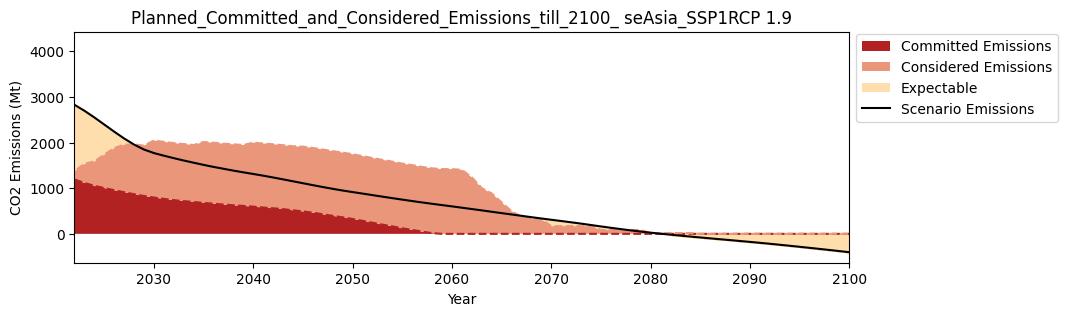 Planned_Committed_and_Considered_Emissions_till_2100_ seAsia_SSP1RCP 1.9
4000
3000
2000
1000
0
CO2 Emissions (Mt)
2030 2040 2050 2060 2070 2080 2090 2100
Year
Committed Emissions
Considered Emissions
Expectable
Scenario Emissions